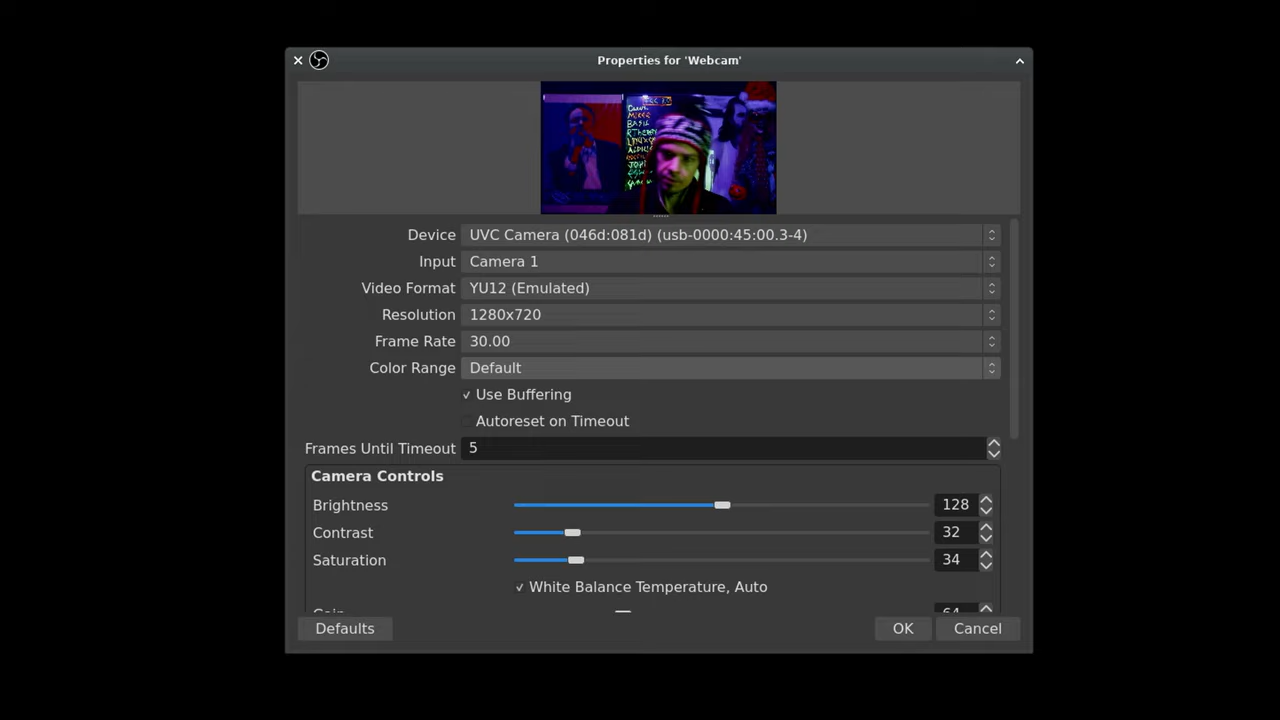 Properties for 'Webcam'
Device UVC Camera (046d:081d) (usb-0000:45:00.3-4)
Input Camera 1
Video Format YU12 (Emulated)
Resolution 1280x720
Frame Rate 30.00
Color Range Default
Use Buffering
Autoreset on Timeout
Frames Until Timeout 5
Camera Controls
Brightness 128
Contrast 32
Saturation 34
White Balance Temperature, Auto
Gain 64
Defaults OK Cancel